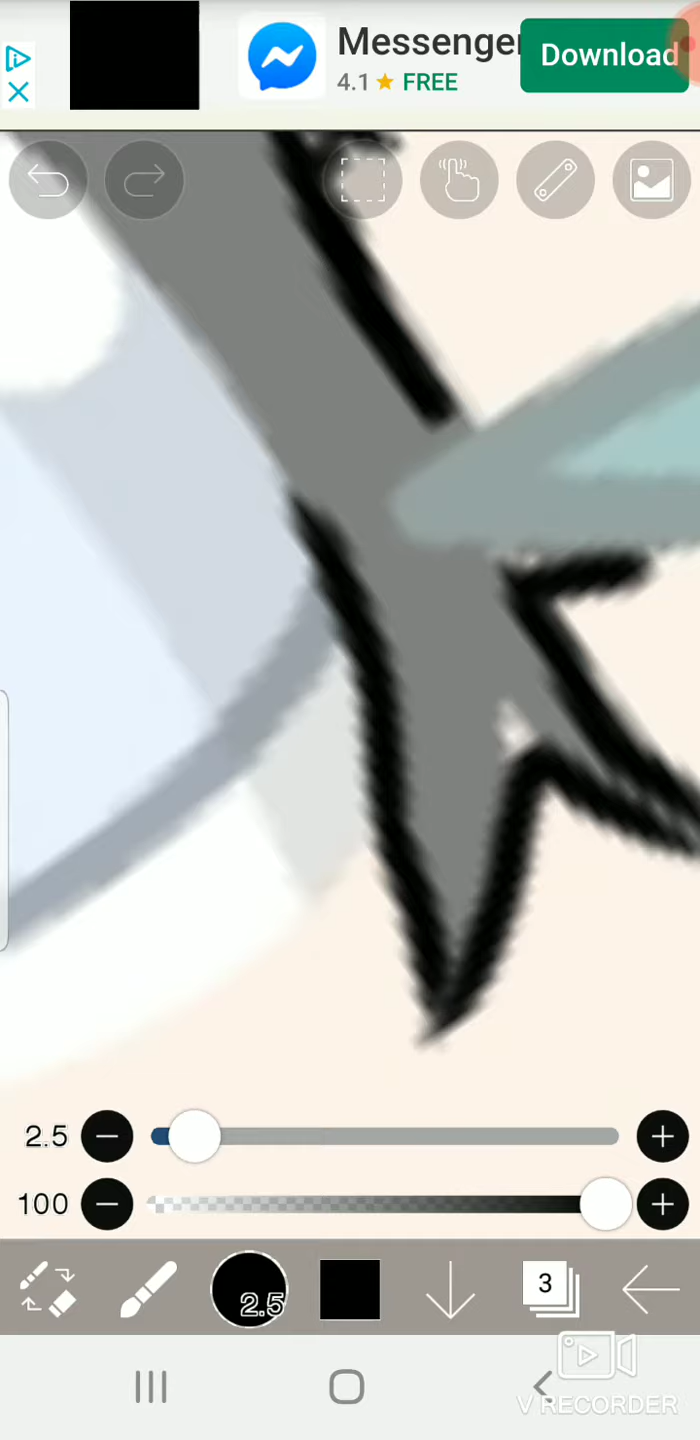 Messenger
4.1 ★ FREE
Download
2.5
100
2.5
3
V RECORDER